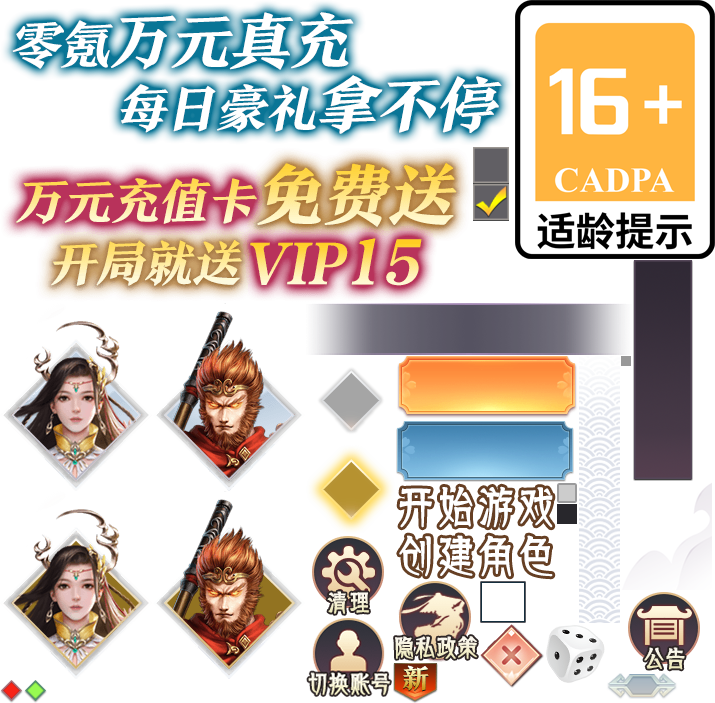 零氪万元真充
每日豪礼拿不停
16+
CADPA
适龄提示
万元充值卡免费送
开局就送VIP15
开始游戏
创建角色
清理
隐私政策
公告
切换账号
新